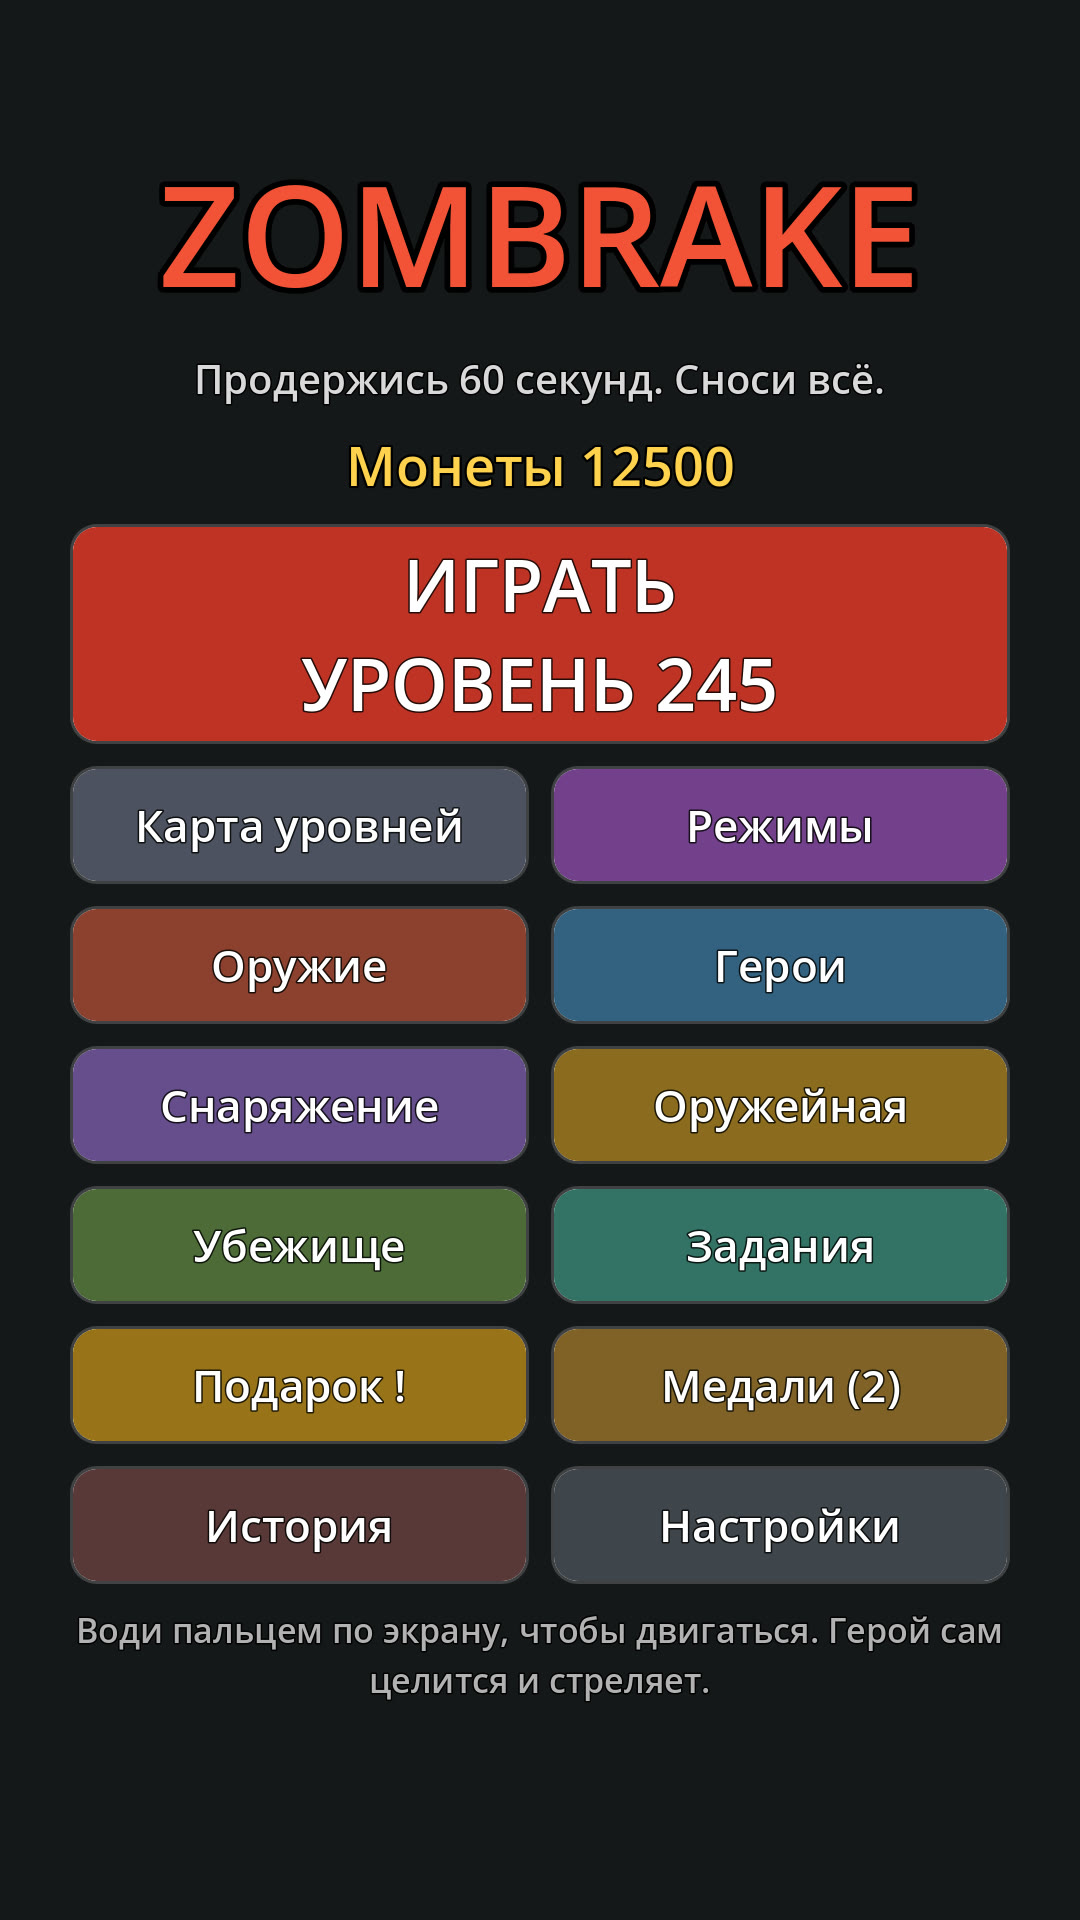 ZOMBRAKE
Продержись 60 секунд. Сноси всё.
Монеты 12500
ИГРАТЬ
УРОВЕНЬ 245
Карта уровней
Режимы
Оружие
Герои
Снаряжение
Оружейная
Убежище
Задания
Подарок !
Медали (2)
История
Настройки
Води пальцем по экрану, чтобы двигаться. Герой сам
целится и стреляет.